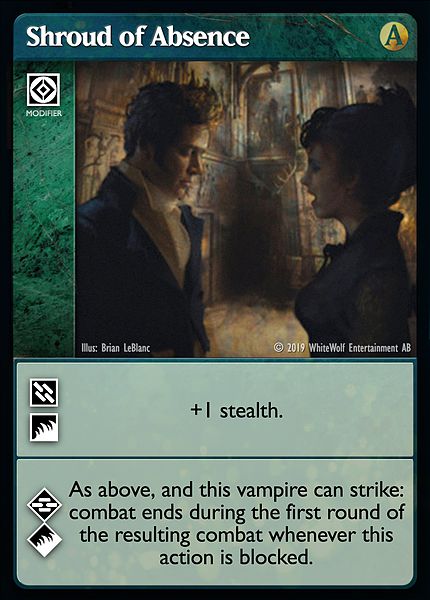 Shroud of Absence
A
MODIFIER
Illus: Brian LeBlanc
© 2019 WhiteWolf Entertainment AB
+1 stealth.
As above, and this vampire can strike:
combat ends during the first round of
the resulting combat whenever this
action is blocked.